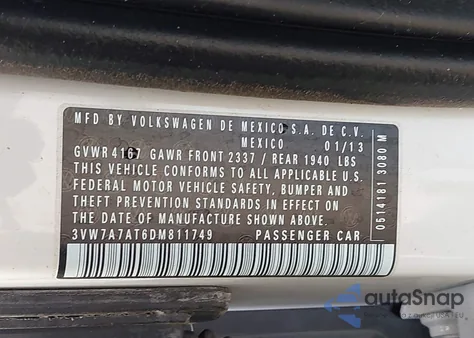 MFD BY VOLKSWAGEN DE MEXICO S.A. DE C.V.
MEXICO 01/13
GVWR 4167 GAWR FRONT 2337 / REAR 1940 LBS
THIS VEHICLE CONFORMS TO ALL APPLICABLE U.S.
FEDERAL MOTOR VEHICLE SAFETY, BUMPER AND
THEFT PREVENTION STANDARDS IN EFFECT ON
THE DATE OF MANUFACTURE SHOWN ABOVE.
3VW7A7AT6DM811749 PASSENGER CAR
0514181 3080 M
autoSnap